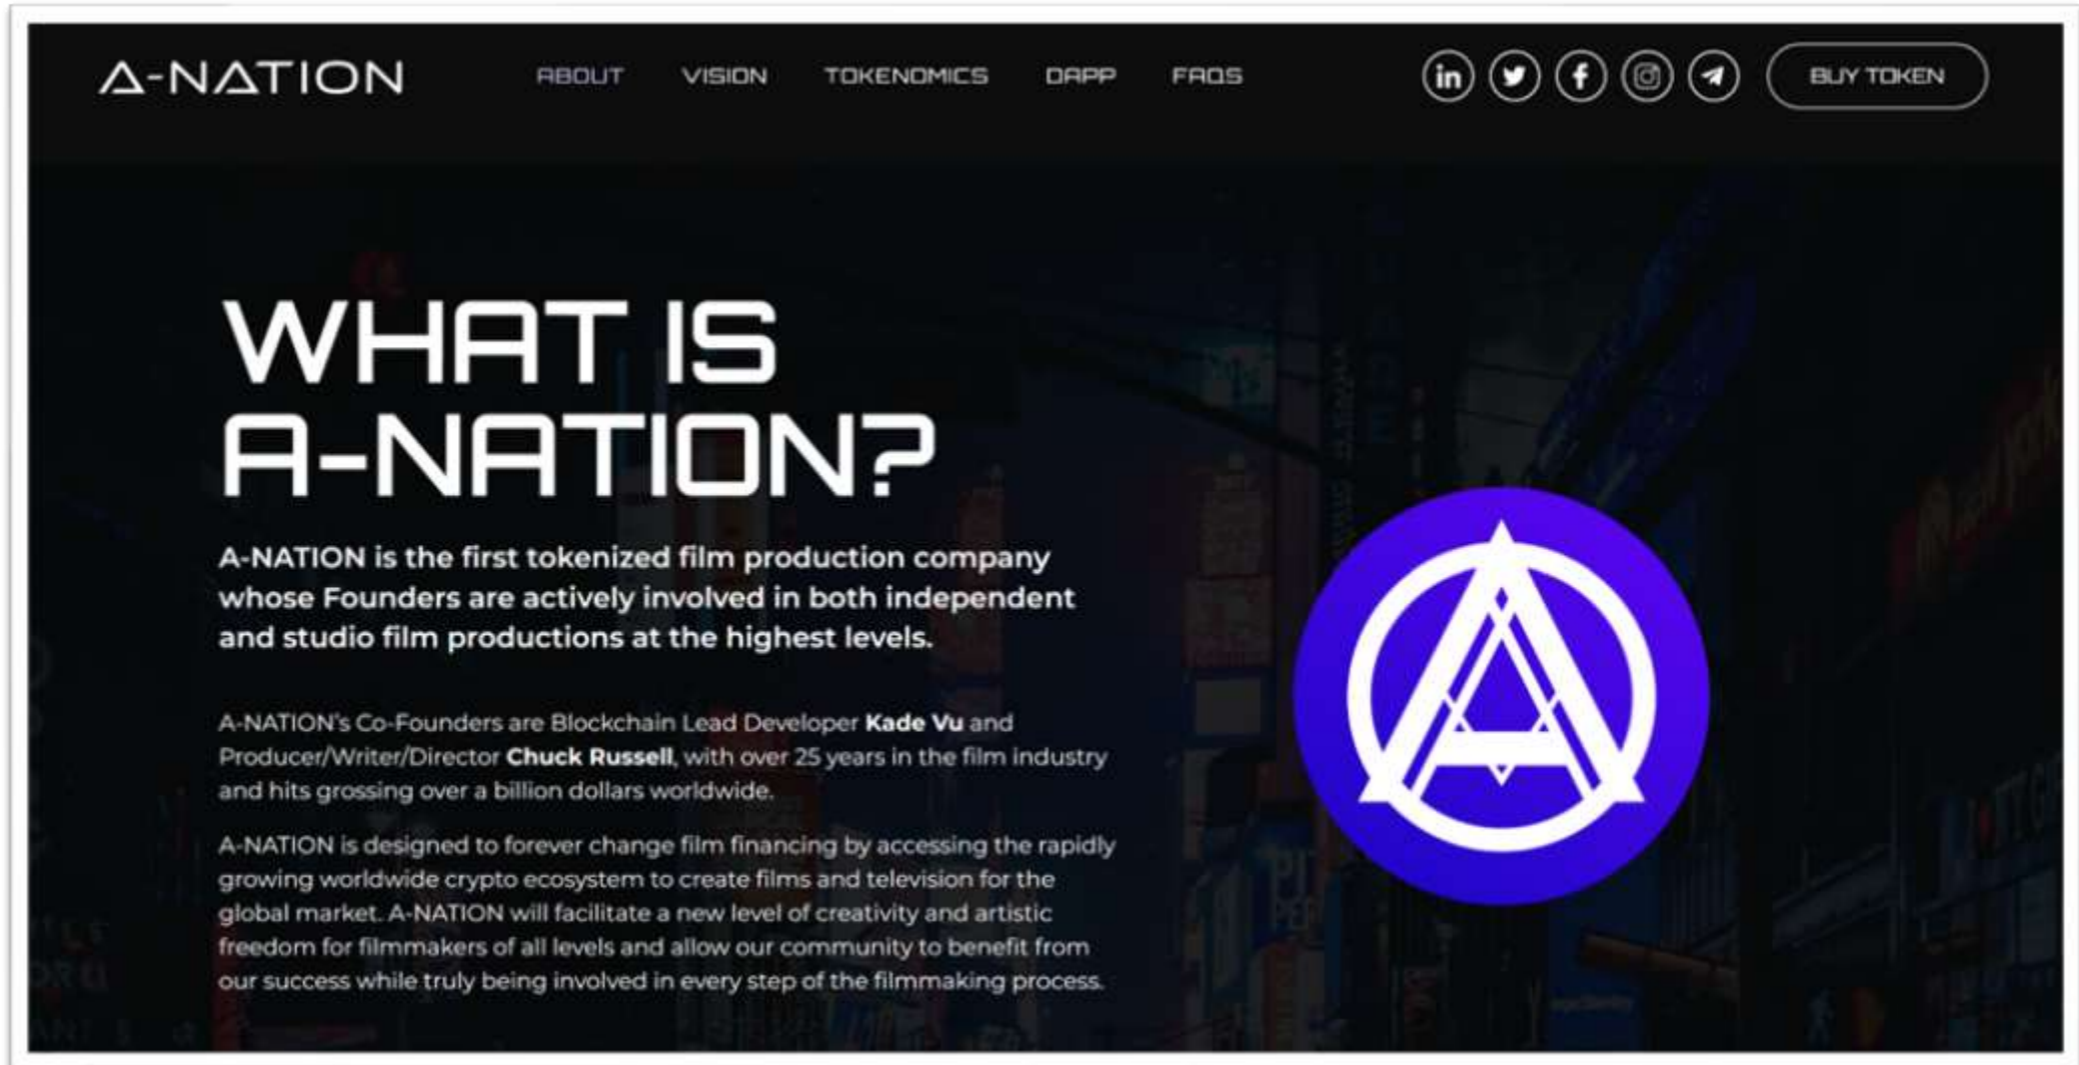 A-NATION
ABOUT
VISION
TOKENOMICS
DAPP
FAQS
BUY TOKEN
WHAT IS
A-NATION?
A-NATION is the first tokenized film production company
whose Founders are actively involved in both independent
and studio film productions at the highest levels.
A-NATION's Co-Founders are Blockchain Lead Developer Kade Vu and
Producer/Writer/Director Chuck Russell, with over 25 years in the film industry
and hits grossing over a billion dollars worldwide.
A-NATION is designed to forever change film financing by accessing the rapidly
growing worldwide crypto ecosystem to create films and television for the
global market. A-NATION will facilitate a new level of creativity and artistic
freedom for filmmakers of all levels and allow our community to benefit from
our success while truly being involved in every step of the filmmaking process.